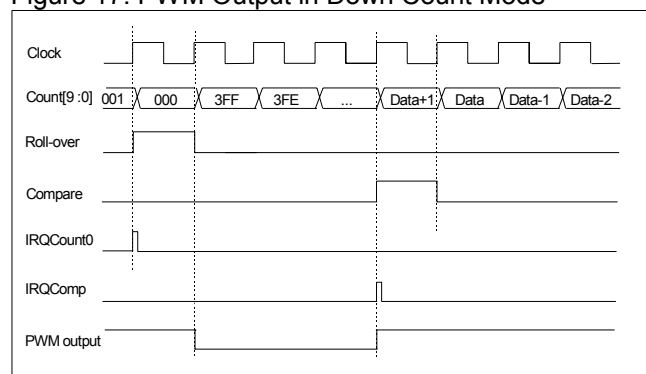 Figure 17. PWM Output in Down Count Mode
Clock
Count[9 :0] 001 000 3FF 3FE ... Data+1 Data Data-1 Data-2
Roll-over
Compare
IRQCount0
IRQComp
PWM output